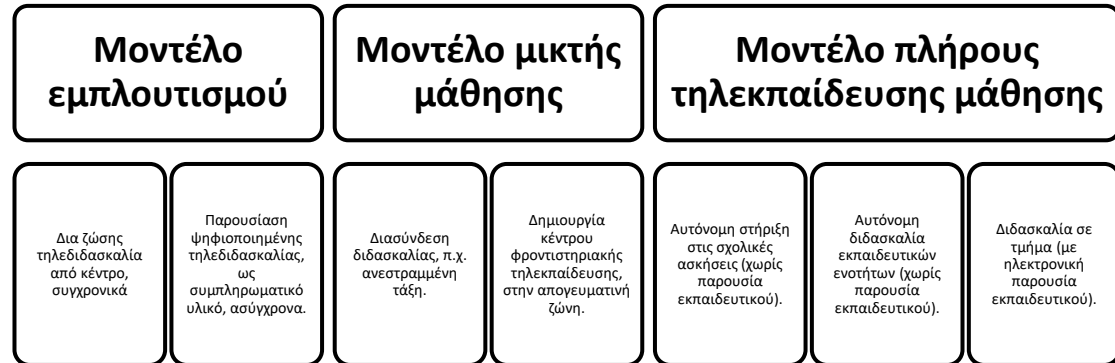 Μοντέλο
εμπλουτισμού
Μοντέλο μικτής
μάθησης
Μοντέλο πλήρους
τηλεκπαίδευσης μάθησης
Δια ζώσης
τηλεδιδασκαλία
από κέντρο,
συγχρονικά
Παρουσίαση
ψηφιοποιημένης
τηλεδιδασκαλίας,
ως
συμπληρωματικό
υλικό, ασύγχρονα.
Διασύνδεση
διδασκαλίας, π.χ.
ανεστραμμένη
τάξη.
Δημιουργία
κέντρου
φροντιστηριακής
τηλεκπαίδευσης,
στην απογευματινή
ζώνη.
Αυτόνομη στήριξη
στις σχολικές
ασκήσεις (χωρίς
παρουσία
εκπαιδευτικού).
Αυτόνομη
διδασκαλία
εκπαιδευτικών
ενοτήτων (χωρίς
παρουσία
εκπαιδευτικού).
Διδασκαλία σε
τμήμα (με
ηλεκτρονική
παρουσία
εκπαιδευτικού).